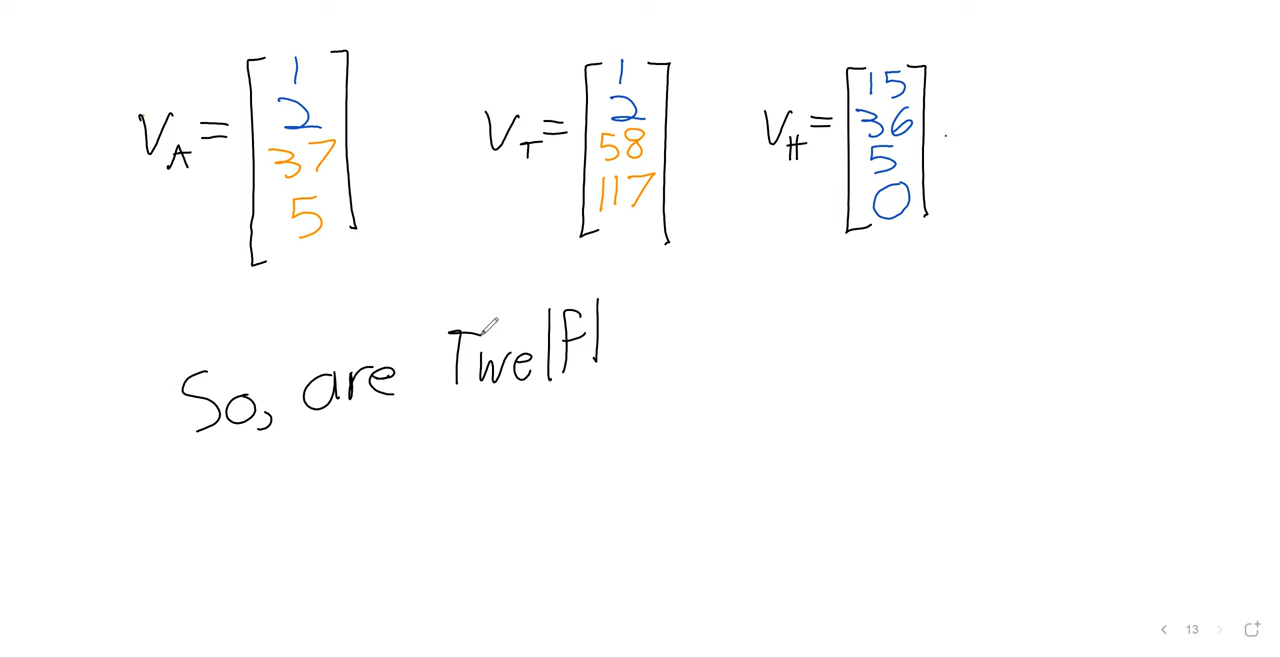 V_A = [1 2 37 5] V_T = [1 2 58 117] V_H = [15 36 5 0]
So, are Twelf
13